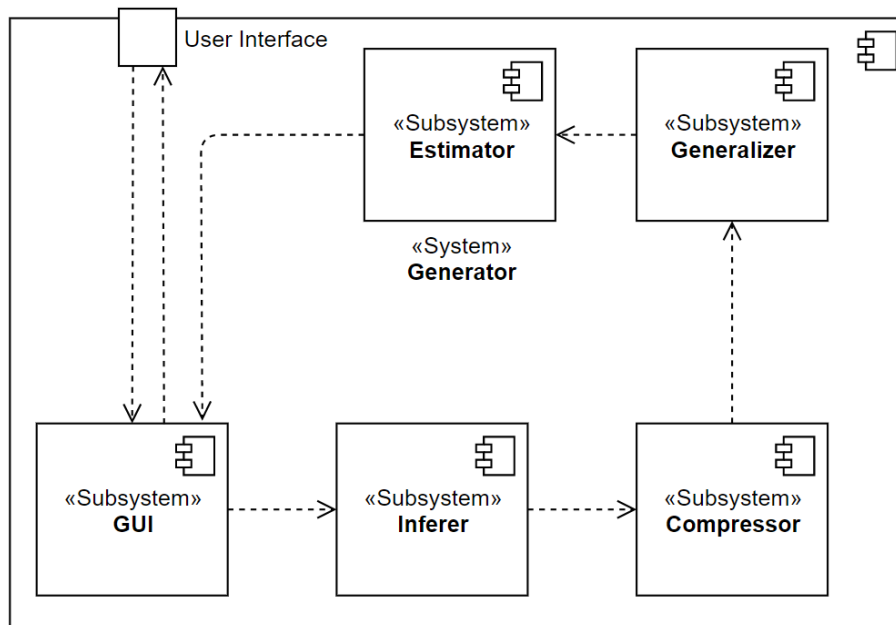 User Interface
«Subsystem»
Estimator
«Subsystem»
Generalizer
«System»
Generator
«Subsystem»
GUI
«Subsystem»
Inferer
«Subsystem»
Compressor